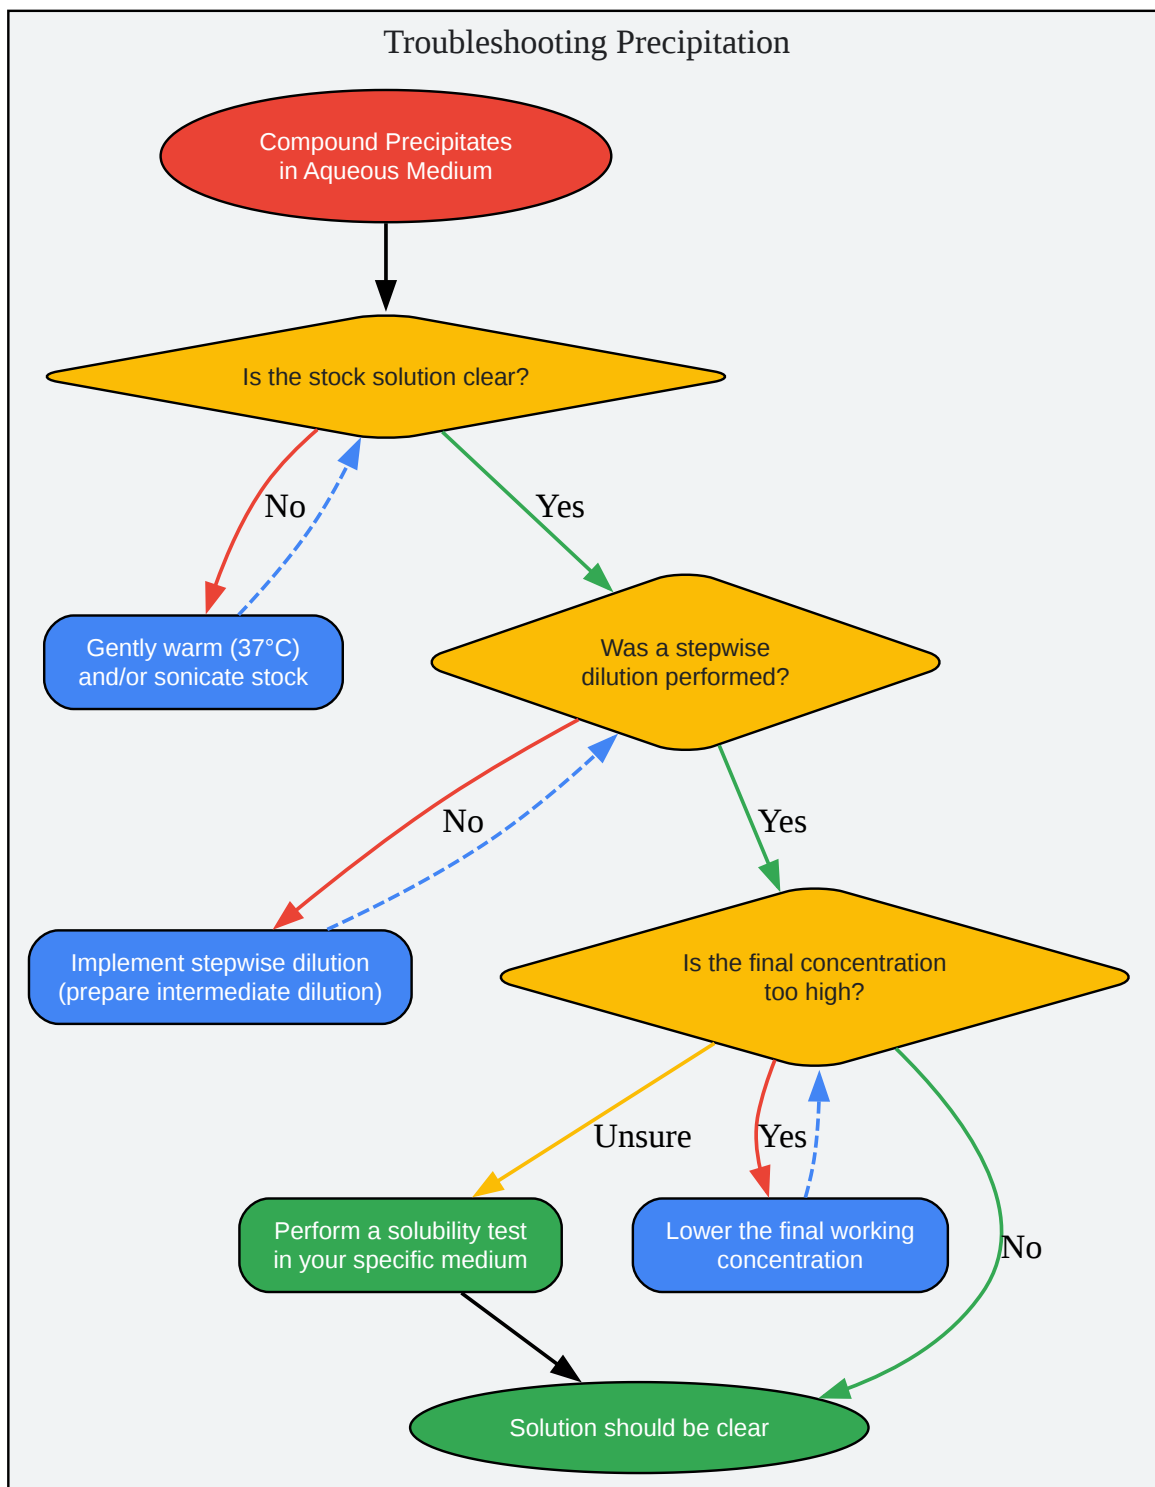 Troubleshooting Precipitation
Compound Precipitates
in Aqueous Medium
Is the stock solution clear?
No
Yes
Gently warm (37°C)
and/or sonicate stock
Was a stepwise
dilution performed?
No
Yes
Implement stepwise dilution
(prepare intermediate dilution)
Is the final concentration
too high?
Unsure
Yes
No
Perform a solubility test
in your specific medium
Lower the final working
concentration
Solution should be clear